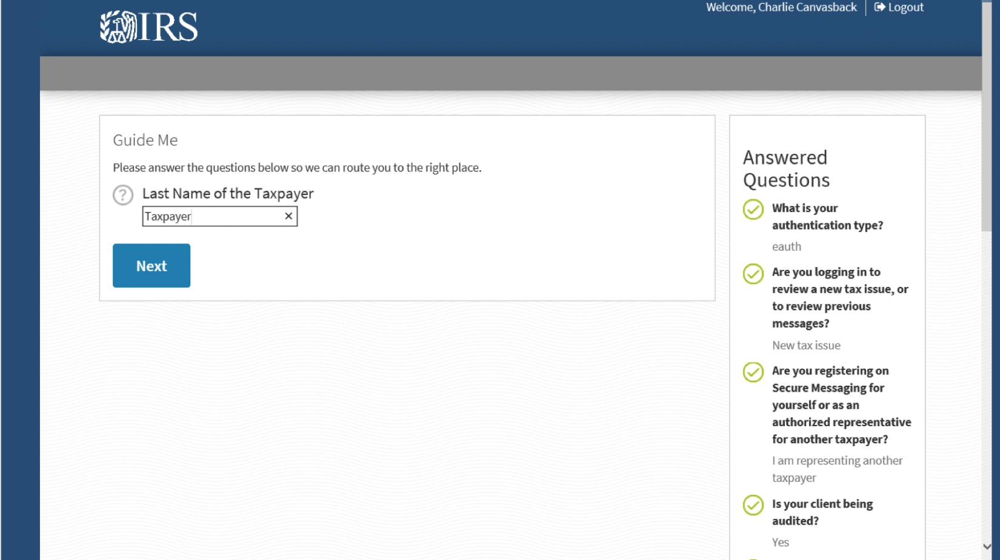 Welcome, Charlie Canvasback
Logout
IRS
Guide Me
Please answer the questions below so we can route you to the right place.
? Last Name of the Taxpayer
Taxpayer ×
Next
Answered
Questions
What is your
authentication type?
eauth
Are you logging in to
review a new tax issue, or
to review previous
messages?
New tax issue
Are you registering on
Secure Messaging for
yourself or as an
authorized representative
for another taxpayer?
I am representing another
taxpayer
Is your client being
audited?
Yes